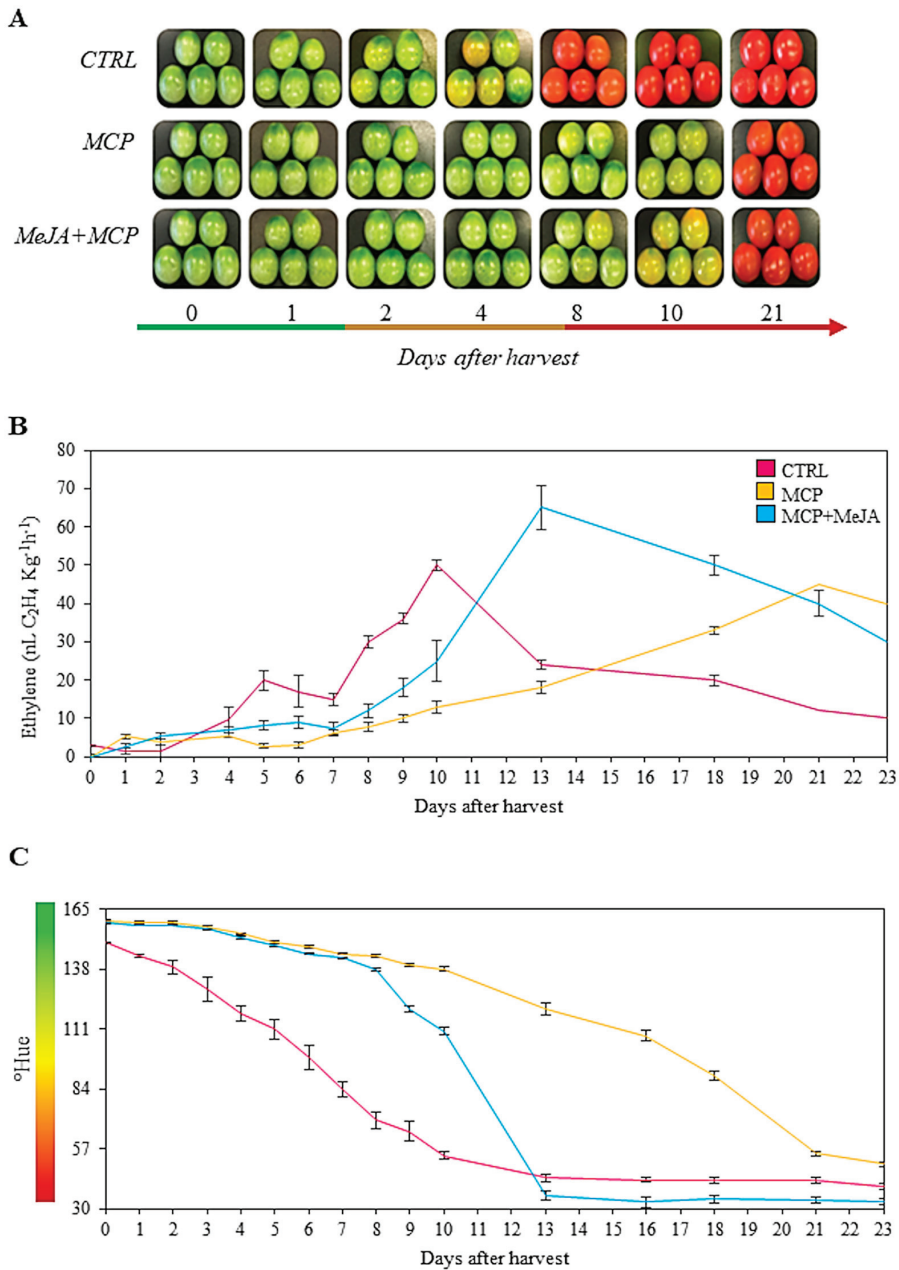 A
CTRL
MCP
MeJA+MCP
0 1 2 4 8 10 21
Days after harvest
B
80
70
60
50
40
30
20
10
0
Ethylene (nL C₂H₄ Kg⁻¹h⁻¹)
CTRL
MCP
MCP+MeJA
0 1 2 3 4 5 6 7 8 9 10 11 12 13 14 15 16 17 18 19 20 21 22 23
Days after harvest
C
165
138
111
84
57
30
°Hue
0 1 2 3 4 5 6 7 8 9 10 11 12 13 14 15 16 17 18 19 20 21 22 23
Days after harvest